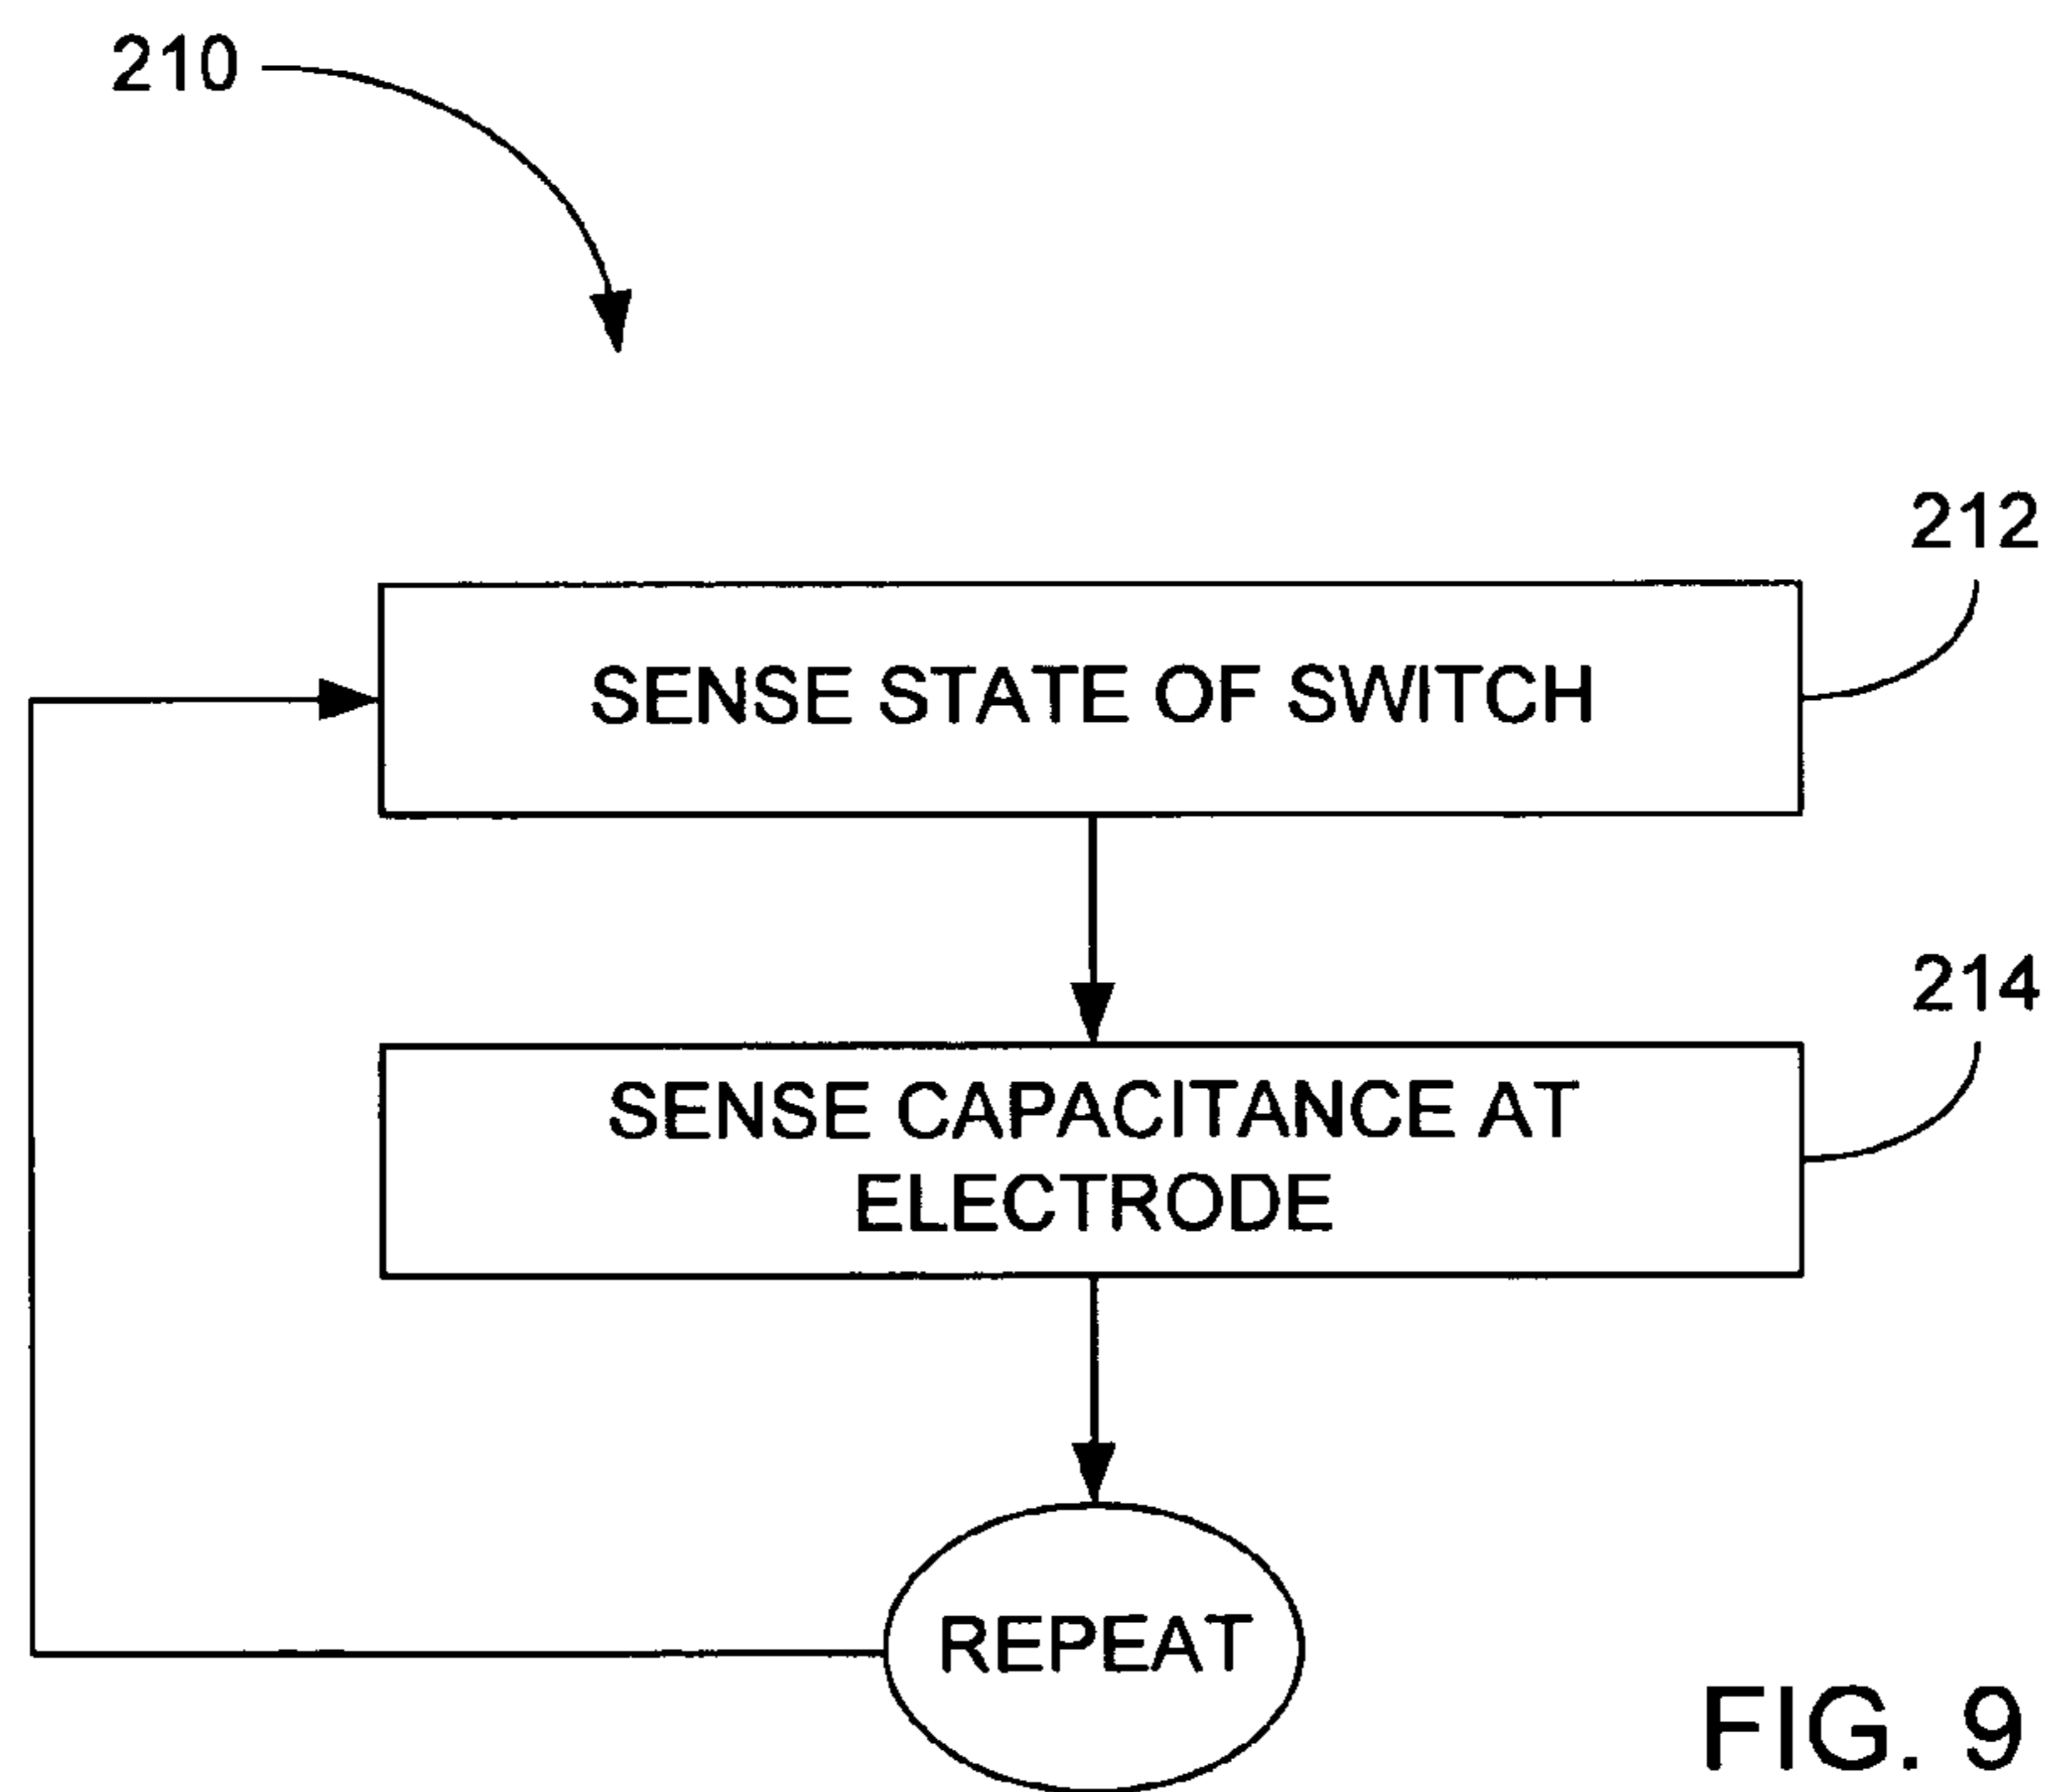 210
212
SENSE STATE OF SWITCH
214
SENSE CAPACITANCE AT
ELECTRODE
REPEAT
FIG. 9